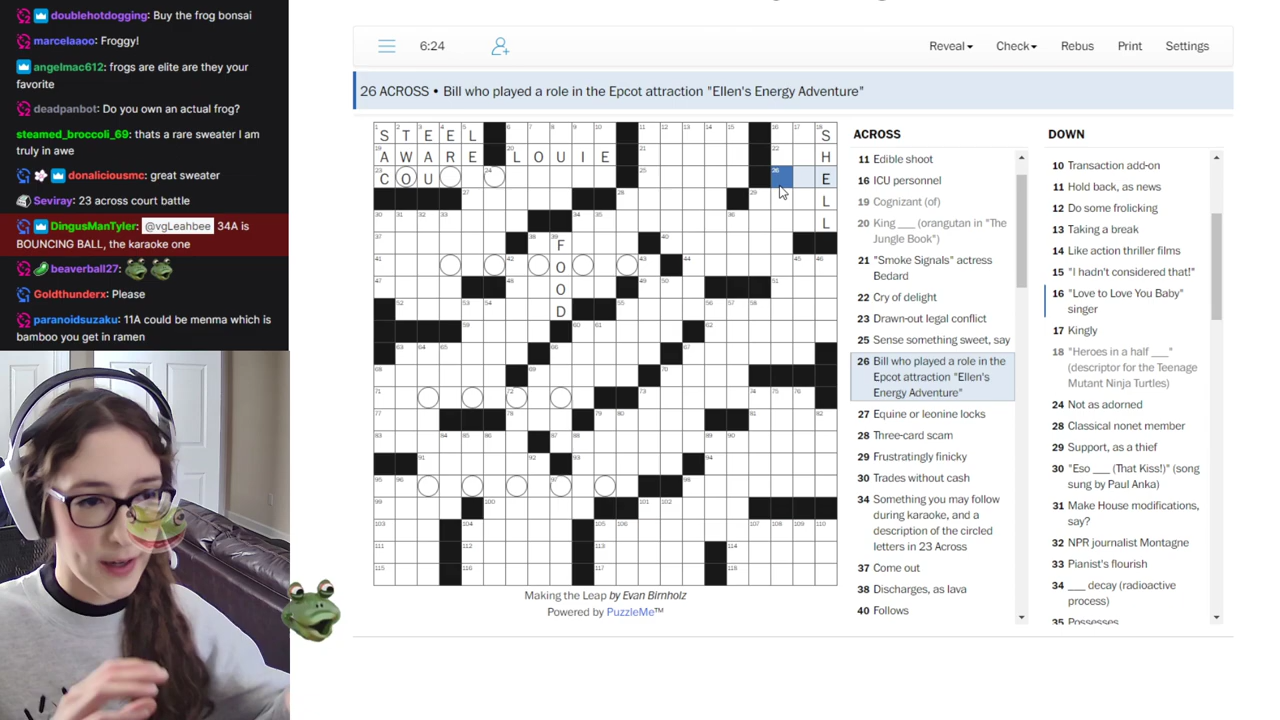 doublehotdogging: Buy the frog bonsai
marcelaaoo: Froggy!
angelmac612: frogs are elite are they your
favorite
deadpanbot: Do you own an actual frog?
steamed_broccoli_69: thats a rare sweater I am
truly in awe
donaliciousmc: great sweater
Seviray: 23 across court battle
DingusManTyler: @vgLeahbee 34A is
BOUNCING BALL, the karaoke one
beaverball27:
Goldthunderx: Please
paranoidsuzaku: 11A could be menma which is
bamboo you get in ramen
6:24
Reveal
Check
Rebus
Print
Settings
26 ACROSS • Bill who played a role in the Epcot attraction "Ellen's Energy Adventure"
S T E E L S
A W A R E L O U I E H
C O U E
L
L
F
O
O
D
Making the Leap by Evan Birnholz
Powered by PuzzleMe™
ACROSS
11 Edible shoot
16 ICU personnel
19 Cognizant (of)
20 King ___ (orangutan in "The
Jungle Book")
21 "Smoke Signals" actress
Bedard
22 Cry of delight
23 Drawn-out legal conflict
25 Sense something sweet, say
26 Bill who played a role in the
Epcot attraction "Ellen's
Energy Adventure"
27 Equine or leonine locks
28 Three-card scam
29 Frustratingly finicky
30 Trades without cash
34 Something you may follow
during karaoke, and a
description of the circled
letters in 23 Across
37 Come out
38 Discharges, as lava
40 Follows
DOWN
10 Transaction add-on
11 Hold back, as news
12 Do some frolicking
13 Taking a break
14 Like action thriller films
15 "I hadn't considered that!"
16 "Love to Love You Baby"
singer
17 Kingly
18 "Heroes in a half ___"
(descriptor for the Teenage
Mutant Ninja Turtles)
24 Not as adorned
28 Classical nonet member
29 Support, as a thief
30 "Eso ___ (That Kiss!)" (song
sung by Paul Anka)
31 Make House modifications,
say?
32 NPR journalist Montagne
33 Pianist's flourish
34 ___ decay (radioactive
process)
35 Possesses